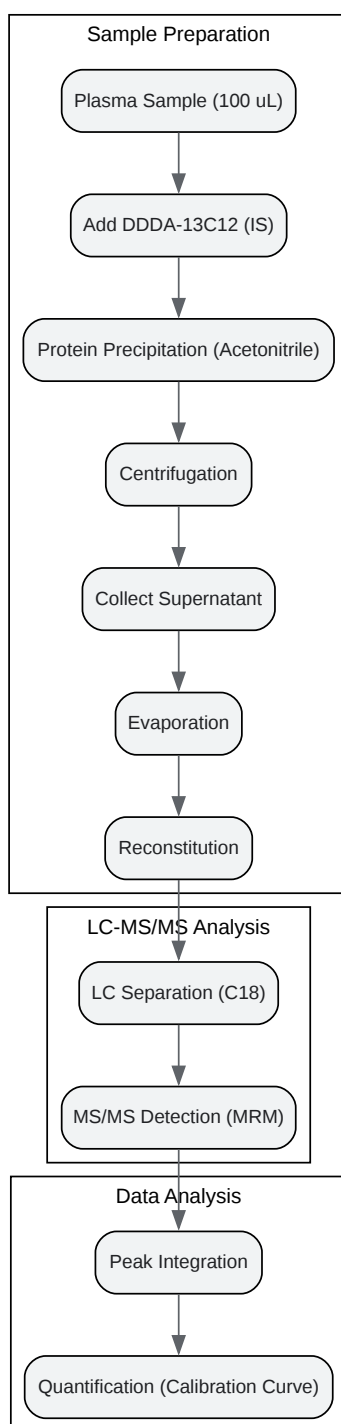 Sample Preparation
Plasma Sample (100 uL)
Add DDDA-13C12 (IS)
Protein Precipitation (Acetonitrile)
Centrifugation
Collect Supernatant
Evaporation
Reconstitution
LC-MS/MS Analysis
LC Separation (C18)
MS/MS Detection (MRM)
Data Analysis
Peak Integration
Quantification (Calibration Curve)